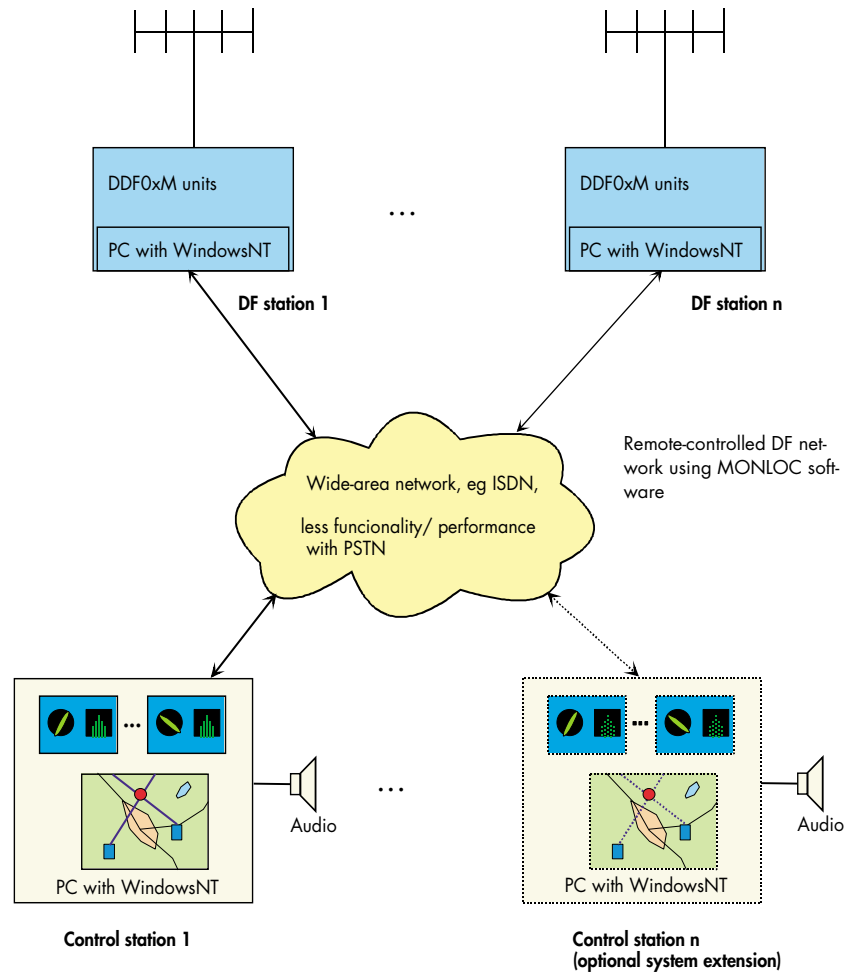 DDF0xM units
PC with WindowsNT
DF station 1
...
DDF0xM units
PC with WindowsNT
DF station n
Remote-controlled DF net-
work using MONLOC soft-
ware
Wide-area network, eg ISDN,
less funcionality/ performance
with PSTN
...
PC with WindowsNT
Audio
Control station 1
...
...
PC with WindowsNT
Audio
Control station n
(optional system extension)